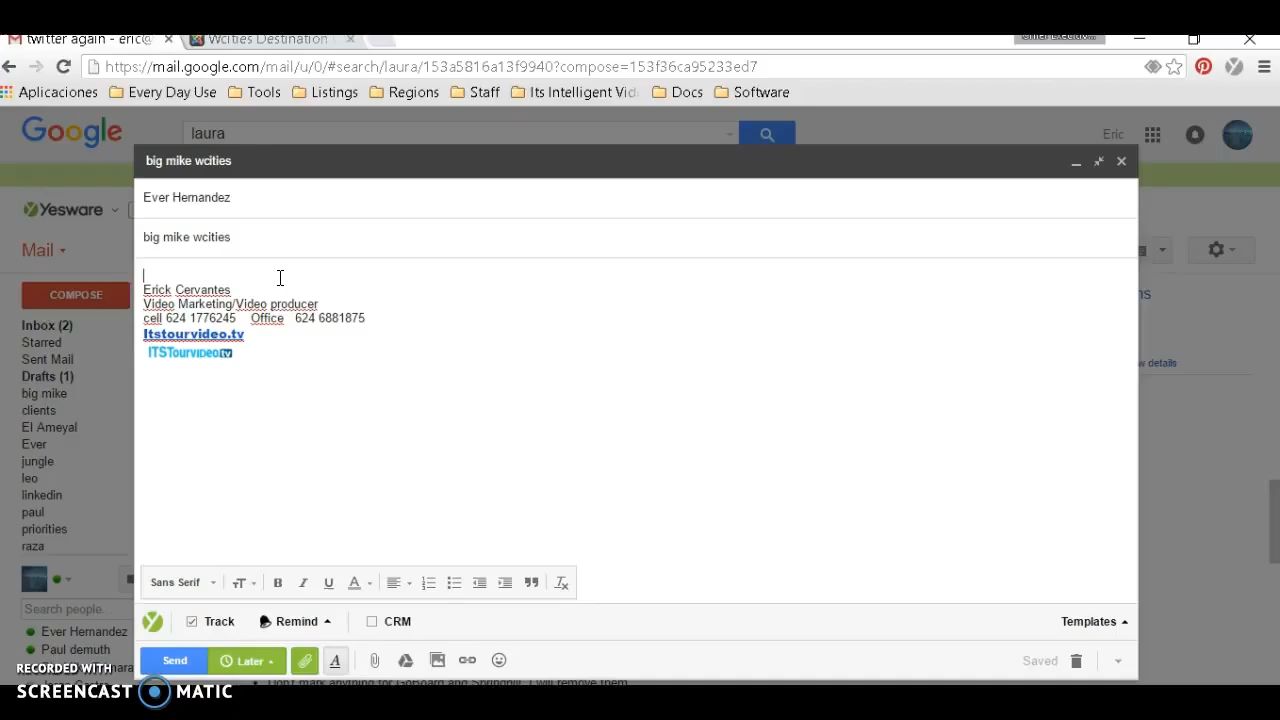 twitter again - eric@
Wcities Destination
https://mail.google.com/mail/u/0/#search/laura/153a5816a13f9940?compose=153f36ca95233ed7
Aplicaciones Every Day Use Tools Listings Regions Staff Its Intelligent Vid Docs Software
Google laura Eric
big mike wcities
Yesware
Ever Hernandez
big mike wcities
Mail
COMPOSE
Inbox (2)
Starred
Sent Mail
Drafts (1)
big mike
clients
El Ameyal
Ever
jungle
leo
linkedin
paul
priorities
raza
Erick Cervantes
Video Marketing/Video producer
cell 624 1776245 Office 624 6881875
Itstourvideo.tv
ITSTourvideo tv
w details
Search people.
Ever Hernandez
Paul demuth
Sans Serif
Track Remind CRM Templates
Send Later Saved
RECORDED WITH
SCREENCAST MATIC